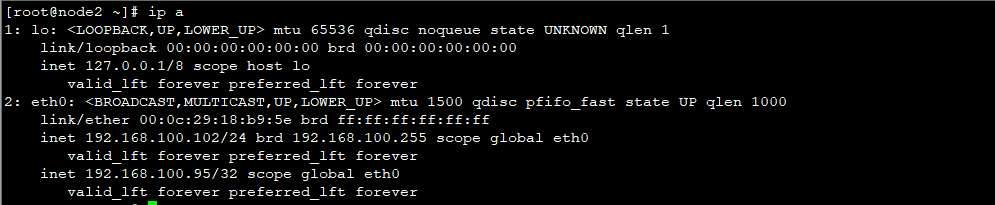 [root@node2 ~]# ip a
1: lo: <LOOPBACK,UP,LOWER_UP> mtu 65536 qdisc noqueue state UNKNOWN qlen 1
    link/loopback 00:00:00:00:00:00 brd 00:00:00:00:00:00
    inet 127.0.0.1/8 scope host lo
       valid_lft forever preferred_lft forever
2: eth0: <BROADCAST,MULTICAST,UP,LOWER_UP> mtu 1500 qdisc pfifo_fast state UP qlen 1000
    link/ether 00:0c:29:18:b9:5e brd ff:ff:ff:ff:ff:ff
    inet 192.168.100.102/24 brd 192.168.100.255 scope global eth0
       valid_lft forever preferred_lft forever
    inet 192.168.100.95/32 scope global eth0
       valid_lft forever preferred_lft forever